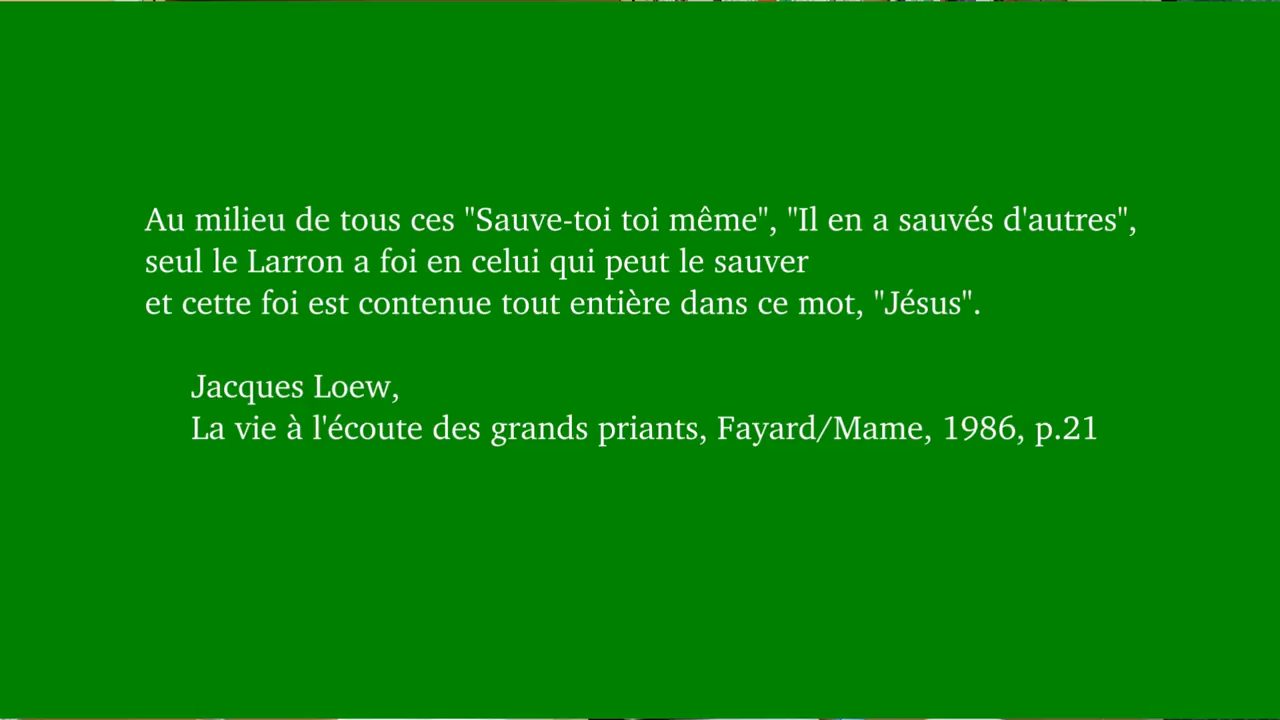 Au milieu de tous ces "Sauve-toi toi même", "Il en a sauvés d'autres",
seul le Larron a foi en celui qui peut le sauver
et cette foi est contenue tout entière dans ce mot, "Jésus".
Jacques Loew,
La vie à l'écoute des grands priants, Fayard/Mame, 1986, p.21